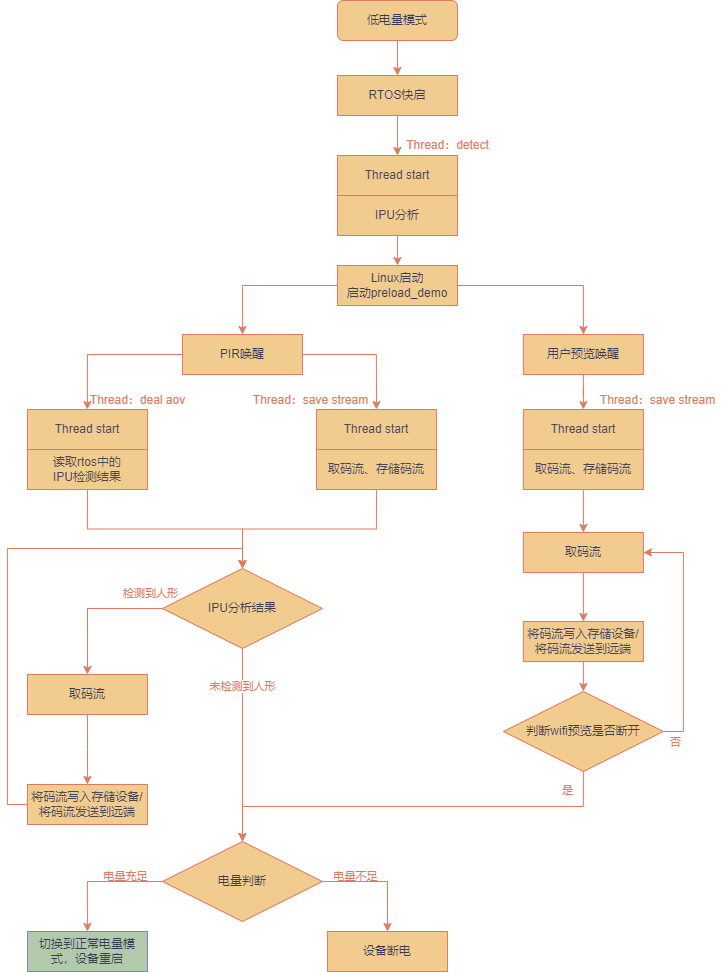 低电量模式
RTOS快启
Thread：detect
Thread start
IPU分析
Linux启动
启动preload_demo
PIR唤醒
用户预览唤醒
Thread：deal aov
Thread：save stream
Thread：save stream
Thread start
Thread start
Thread start
读取rtos中的
IPU检测结果
取码流、存储码流
取码流、存储码流
取码流
检测到人形
IPU分析结果
将码流写入存储设备/
将码流发送到远端
未检测到人形
取码流
判断wifi预览是否断开
否
是
将码流写入存储设备/
将码流发送到远端
电量充足
电量判断
电量不足
切换到正常电量模
式，设备重启
设备断电